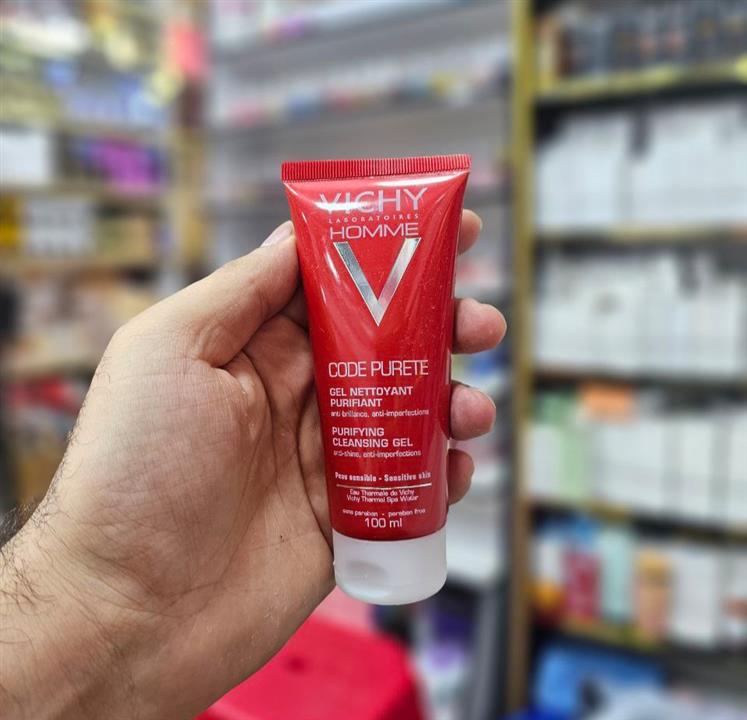 VICHY
LABORATOIRES
HOMME
V
CODE PURETE
GEL NETTOYANT
PURIFIANT
anti-brillance, anti-imperfections
PURIFYING
CLEANSING GEL
anti-shine, anti-imperfections
Peau sensible - Sensitive skin
Eau Thermale de Vichy
Vichy Thermal Spa Water
sans paraben - paraben free
100 ml